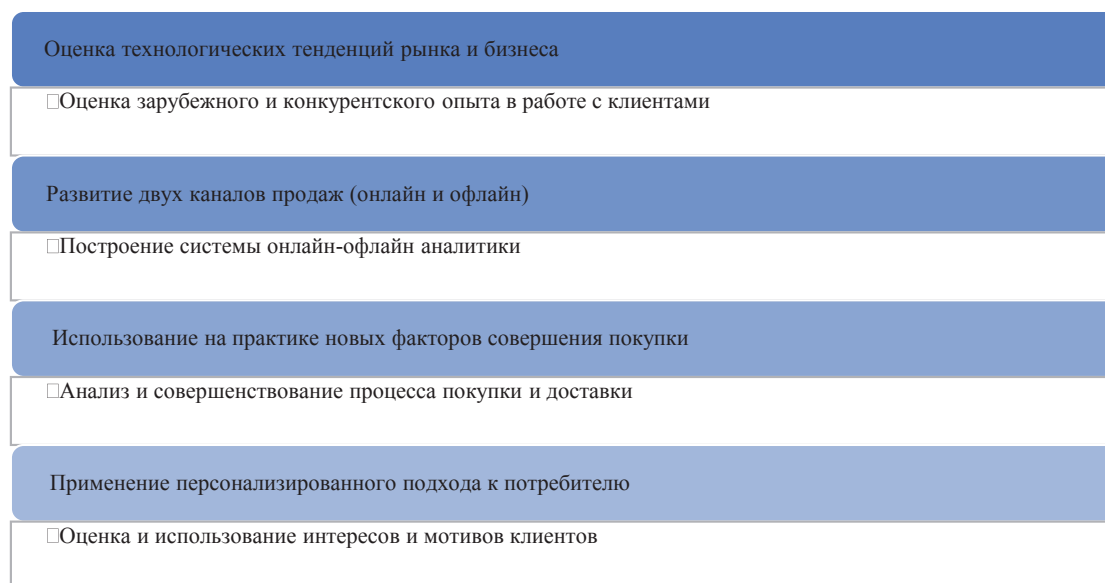 Оценка технологических тенденций рынка и бизнеса
□Оценка зарубежного и конкурентского опыта в работе с клиентами
Развитие двух каналов продаж (онлайн и офлайн)
□Построение системы онлайн-офлайн аналитики
Использование на практике новых факторов совершения покупки
□Анализ и совершенствование процесса покупки и доставки
Применение персонализированного подхода к потребителю
□Оценка и использование интересов и мотивов клиентов